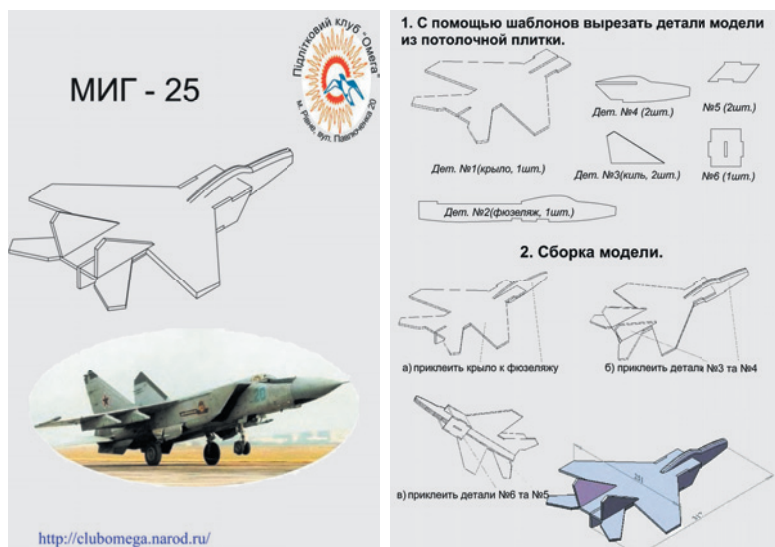 МИГ - 25
Підлітковий клуб "Омега"
м. Рівне, вул. Павлюченка 20
http://clubomega.narod.ru/
1. С помощью шаблонов вырезать детали модели
из потолочной плитки.
Дет. №1(крыло, 1шт.)
Дет. №4 (2шт.)
№5 (2шт.)
Дет. №3(киль, 2шт.)
№6 (1шт.)
Дет. №2(фюзеляж, 1шт.)
2. Сборка модели.
а) приклеить крыло к фюзеляжу
б) приклеить детали №3 та №4
в) приклеить детали №6 та №5